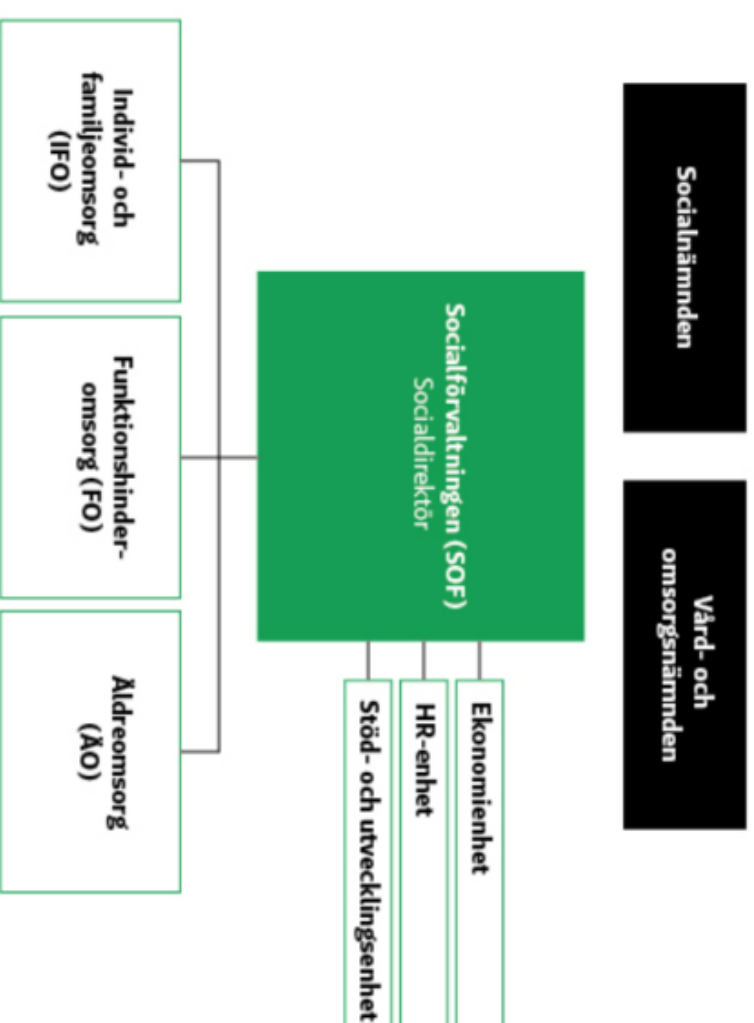 Socialnämnden
Vård- och
omsorgsnämnden
Socialförvaltningen (SOF)
Socialdirektör
Ekonomienhet
HR-enhet
Stöd- och utvecklingsenhet
Individ- och
familjeomsorg
(IFO)
Funktionshinder-
omsorg (FO)
Äldreomsorg
(ÄO)